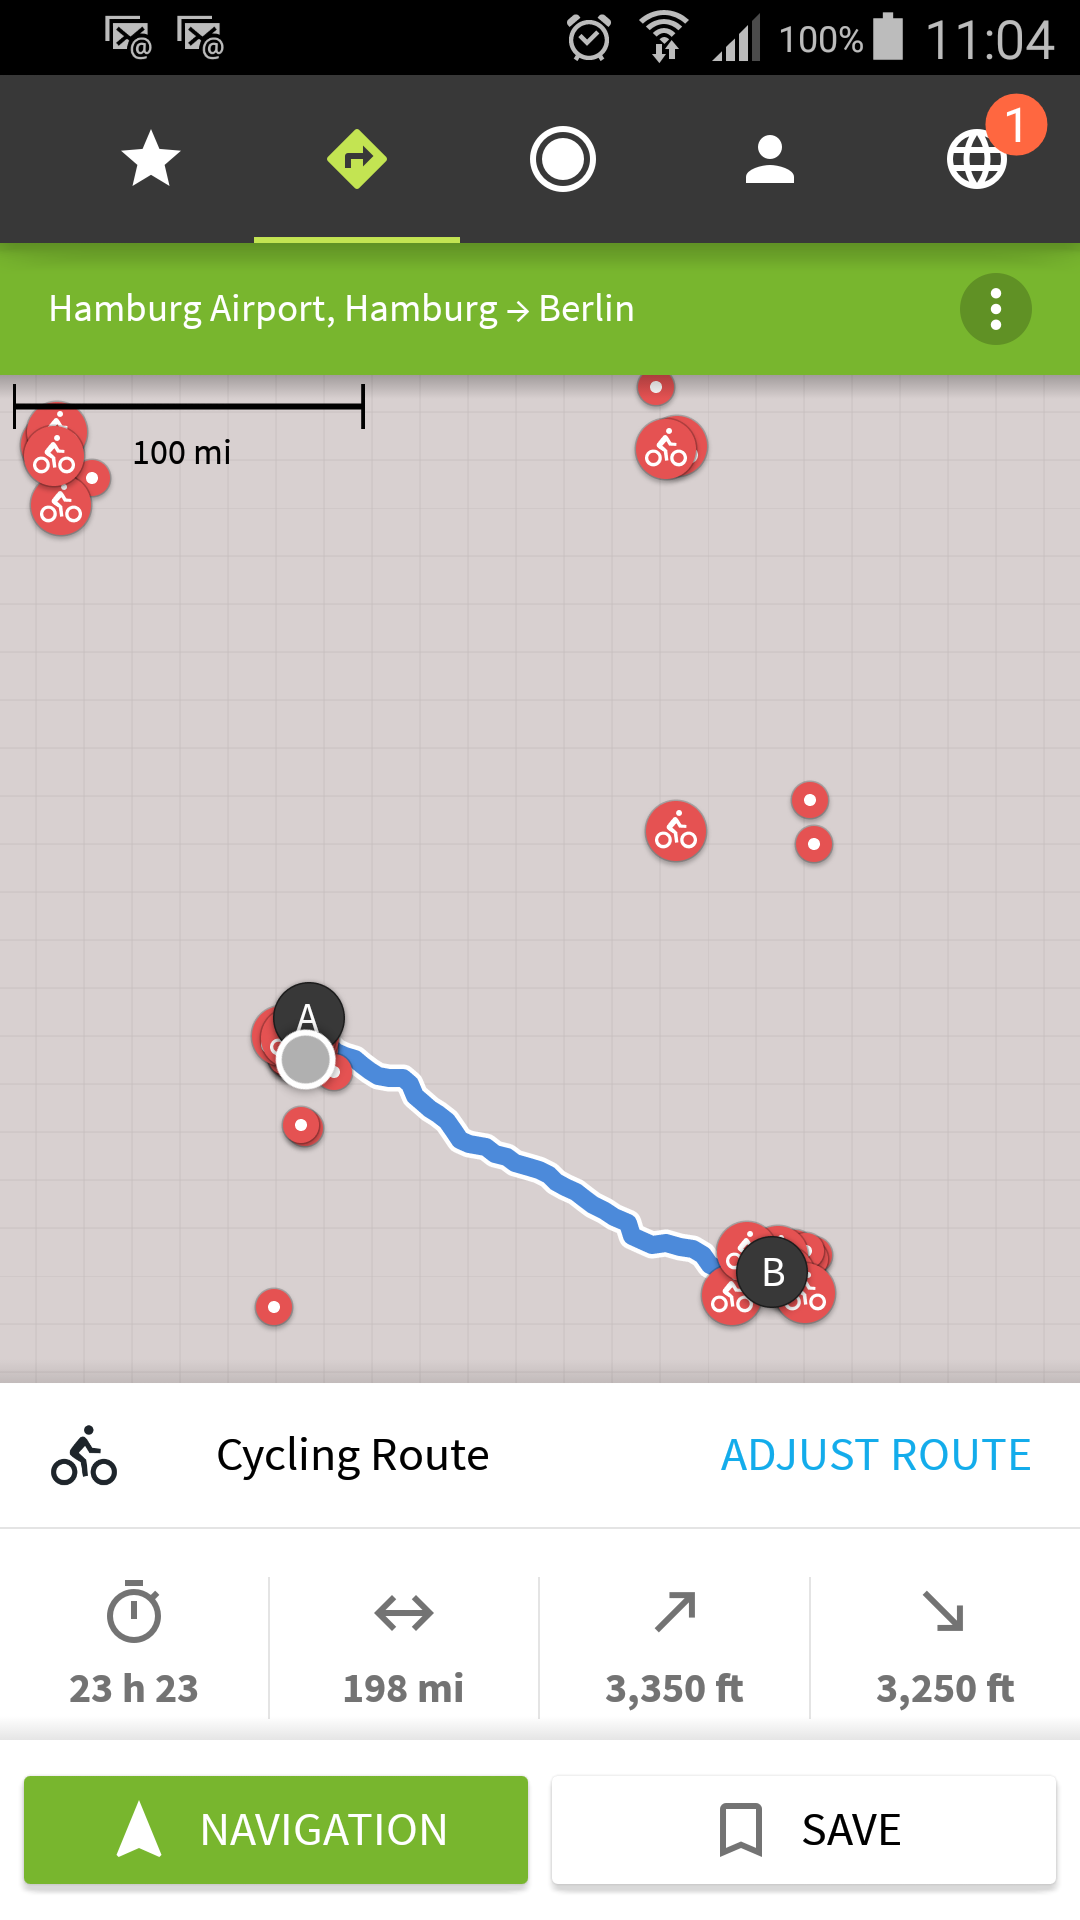 100% 11:04
1
Hamburg Airport, Hamburg → Berlin
100 mi
A
B
Cycling Route ADJUST ROUTE
23 h 23 198 mi 3,350 ft 3,250 ft
NAVIGATION SAVE